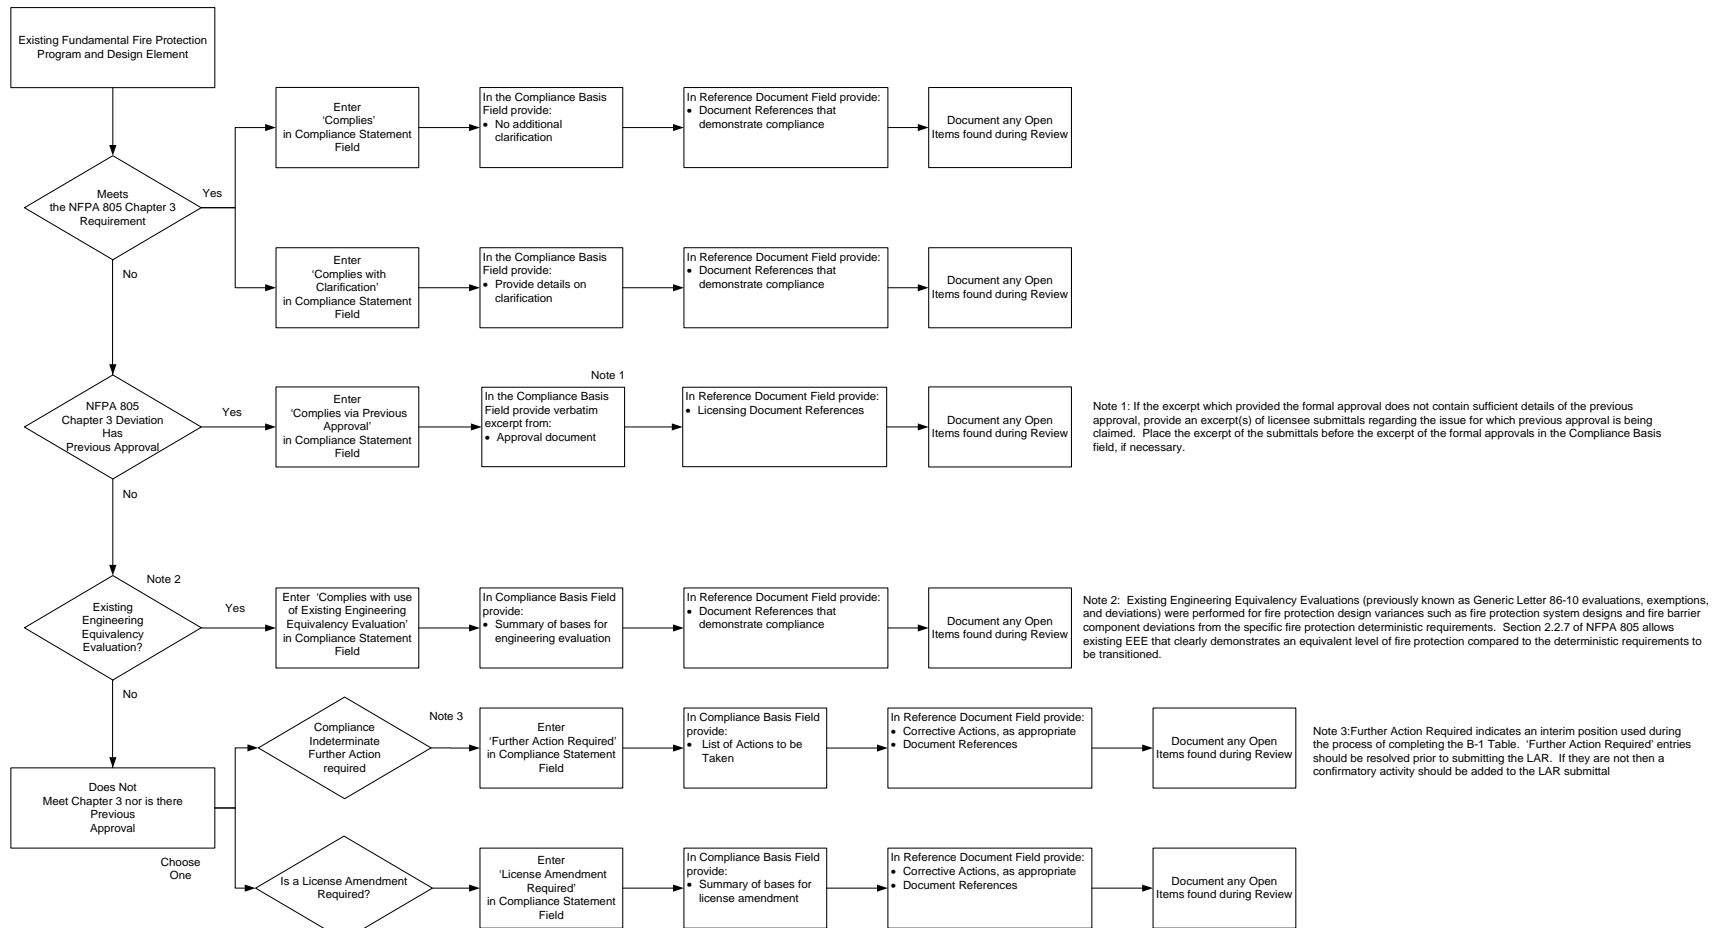 Existing Fundamental Fire Protection
Program and Design Element
Meets
the NFPA 805 Chapter 3
Requirement
Yes
No
Enter
‘Complies’
in Compliance Statement
Field
In the Compliance Basis
Field provide:
• No additional
clarification
In Reference Document Field provide:
• Document References that
demonstrate compliance
Document any Open
Items found during Review
Enter
‘Complies with
Clarification’
in Compliance Statement
Field
In the Compliance Basis
Field provide:
• Provide details on
clarification
In Reference Document Field provide:
• Document References that
demonstrate compliance
Document any Open
Items found during Review
NFPA 805
Chapter 3 Deviation
Has
Previous Approval
Yes
No
Enter
‘Complies via Previous
Approval’
in Compliance Statement
Field
Note 1
In the Compliance Basis
Field provide verbatim
excerpt from:
• Approval document
In Reference Document Field provide:
• Licensing Document References
Document any Open
Items found during Review
Note 1: If the excerpt which provided the formal approval does not contain sufficient details of the previous
approval, provide an excerpt(s) of licensee submittals regarding the issue for which previous approval is being
claimed. Place the excerpt of the submittals before the excerpt of the formal approvals in the Compliance Basis
field, if necessary.
Note 2
Existing
Engineering
Equivalency
Evaluation?
Yes
No
Enter ‘Complies with use
of Existing Engineering
Equivalency Evaluation’
in Compliance Statement
Field
In Compliance Basis Field
provide:
• Summary of bases for
engineering evaluation
In Reference Document Field provide:
• Document References that
demonstrate compliance
Document any Open
Items found during Review
Note 2: Existing Engineering Equivalency Evaluations (previously known as Generic Letter 86-10 evaluations, exemptions,
and deviations) were performed for fire protection design variances such as fire protection system designs and fire barrier
component deviations from the specific fire protection deterministic requirements. Section 2.2.7 of NFPA 805 allows
existing EEE that clearly demonstrates an equivalent level of fire protection compared to the deterministic requirements to
be transitioned.
Does Not
Meet Chapter 3 nor is there
Previous
Approval
Choose
One
Compliance
Indeterminate
Further Action
required
Note 3
Enter
‘Further Action Required’
in Compliance Statement
Field
In Compliance Basis Field
provide:
• List of Actions to be
Taken
In Reference Document Field provide:
• Corrective Actions, as appropriate
• Document References
Document any Open
Items found during Review
Note 3:Further Action Required indicates an interim position used during
the process of completing the B-1 Table. ‘Further Action Required’ entries
should be resolved prior to submitting the LAR. If they are not then a
confirmatory activity should be added to the LAR submittal
Is a License Amendment
Required?
Enter
‘License Amendment
Required’
in Compliance Statement
Field
In Compliance Basis Field
provide:
• Summary of bases for
license amendment
In Reference Document Field provide:
• Corrective Actions, as appropriate
• Document References
Document any Open
Items found during Review